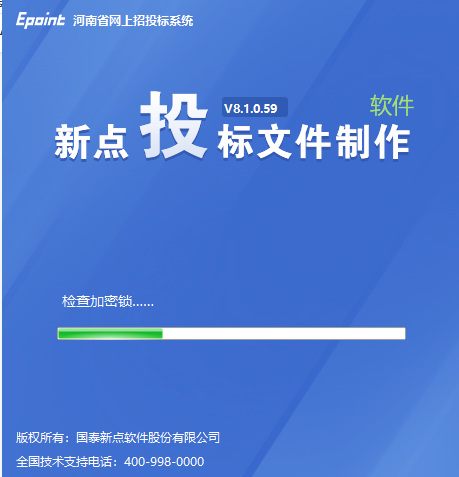 Epoint 河南省网上招投标系统
V8.1.0.59 软件
新点 投 标文件制作
检查加密锁......
版权所有：国泰新点软件股份有限公司
全国技术支持电话：400-998-0000